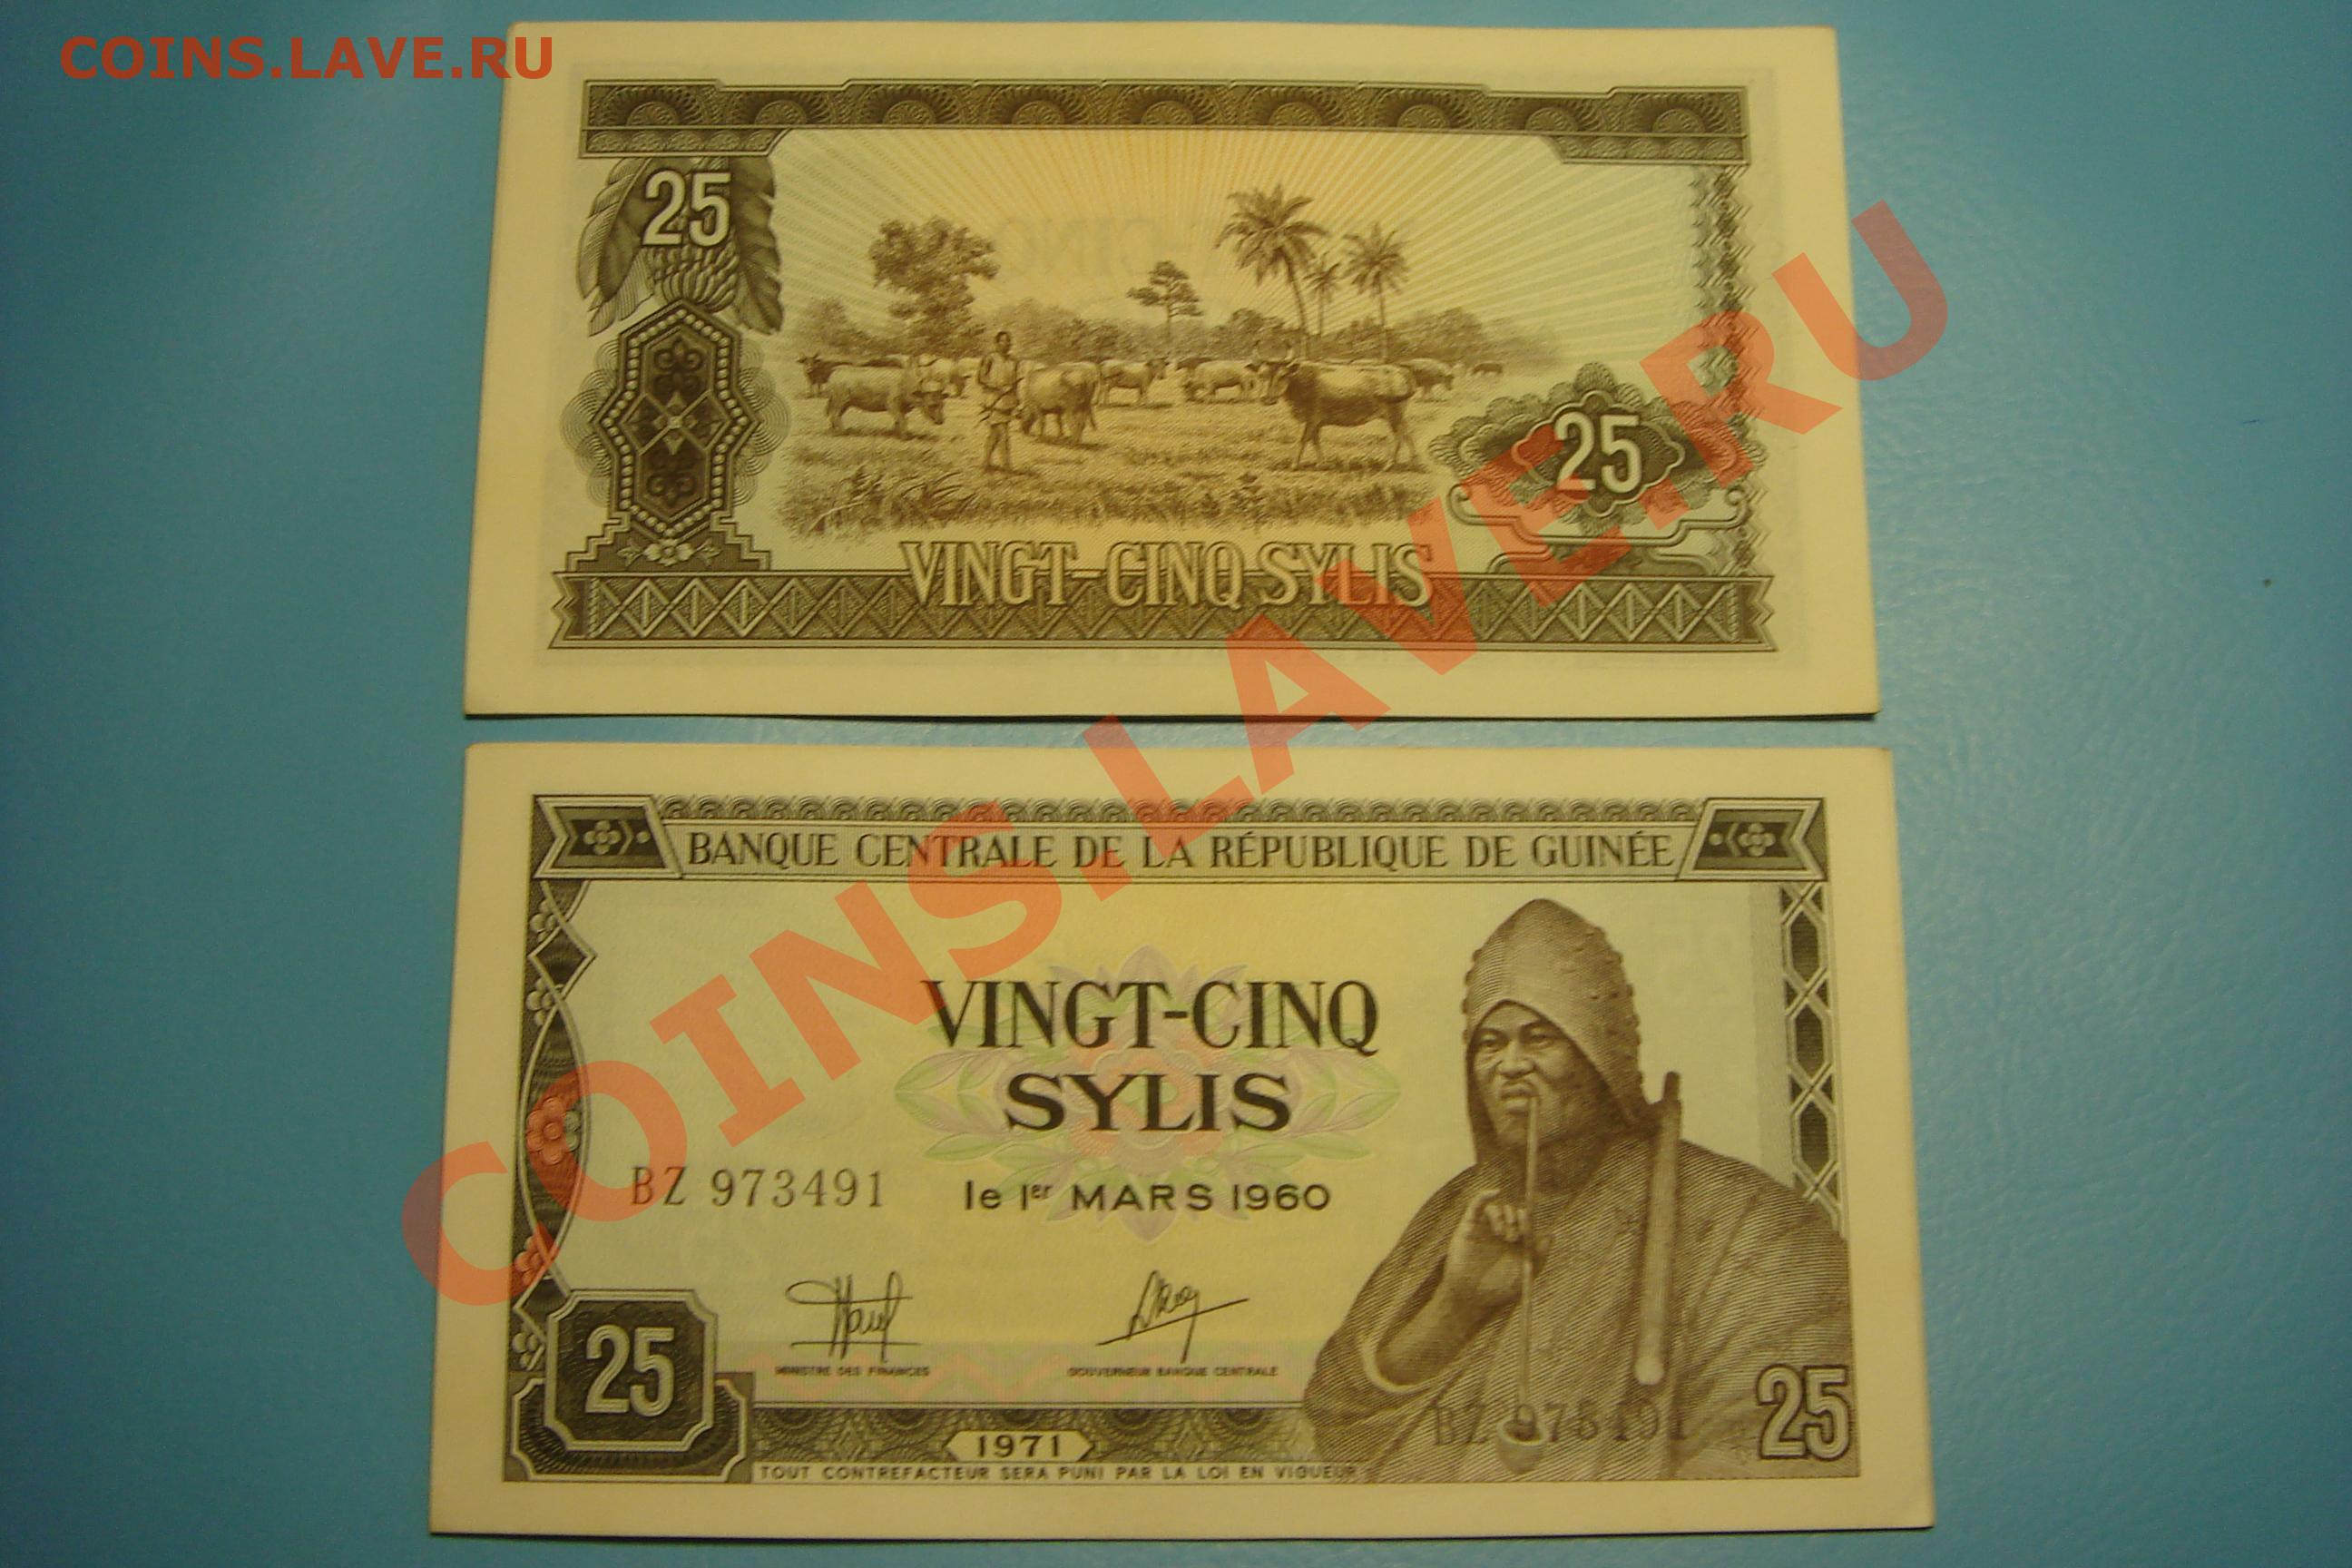 COINS.LAVE.RU
25
25
VINGT-CINQ SYLIS
COINS.LAVE.RU
BANQUE CENTRALE DE LA RÉPUBLIQUE DE GUINÉE
VINGT-CINQ
SYLIS
BZ 973491
le 1er MARS 1960
MINISTRE DES FINANCES
GOUVERNEUR BANQUE CENTRALE
25
BZ 973491
25
1971
TOUT CONTREFACTEUR SERA PUNI PAR LA LOI EN VIGUEUR